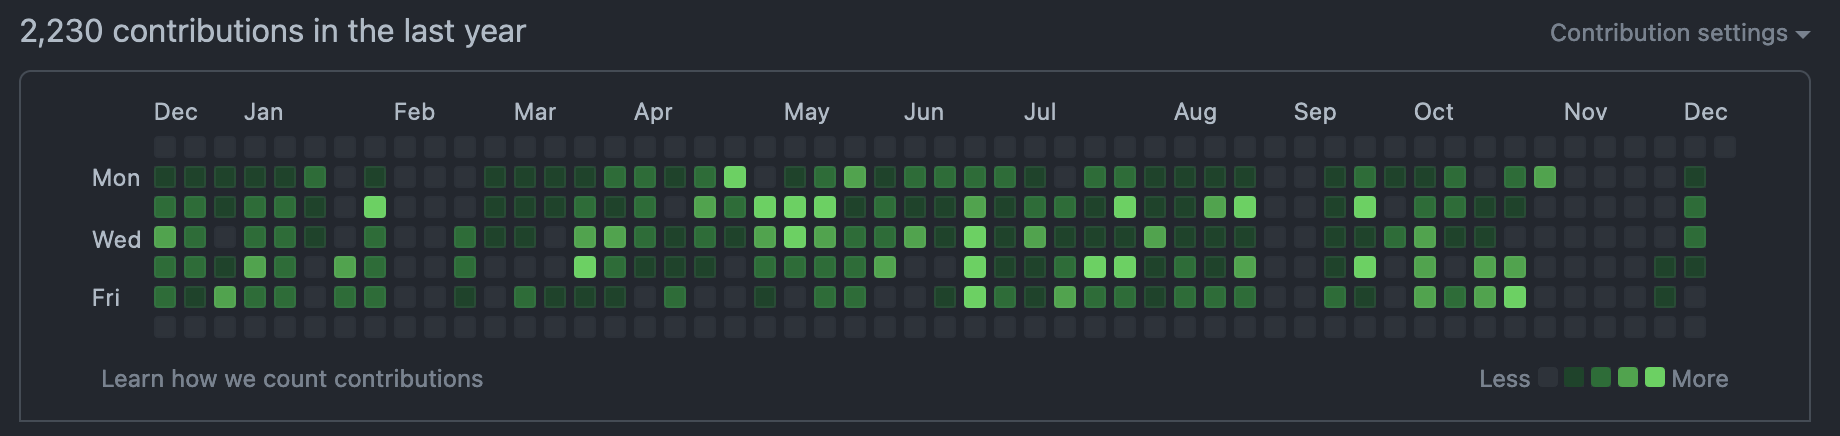 2,230 contributions in the last year
Contribution settings
Dec Jan Feb Mar Apr May Jun Jul Aug Sep Oct Nov Dec
Mon
Wed
Fri
Learn how we count contributions
Less More